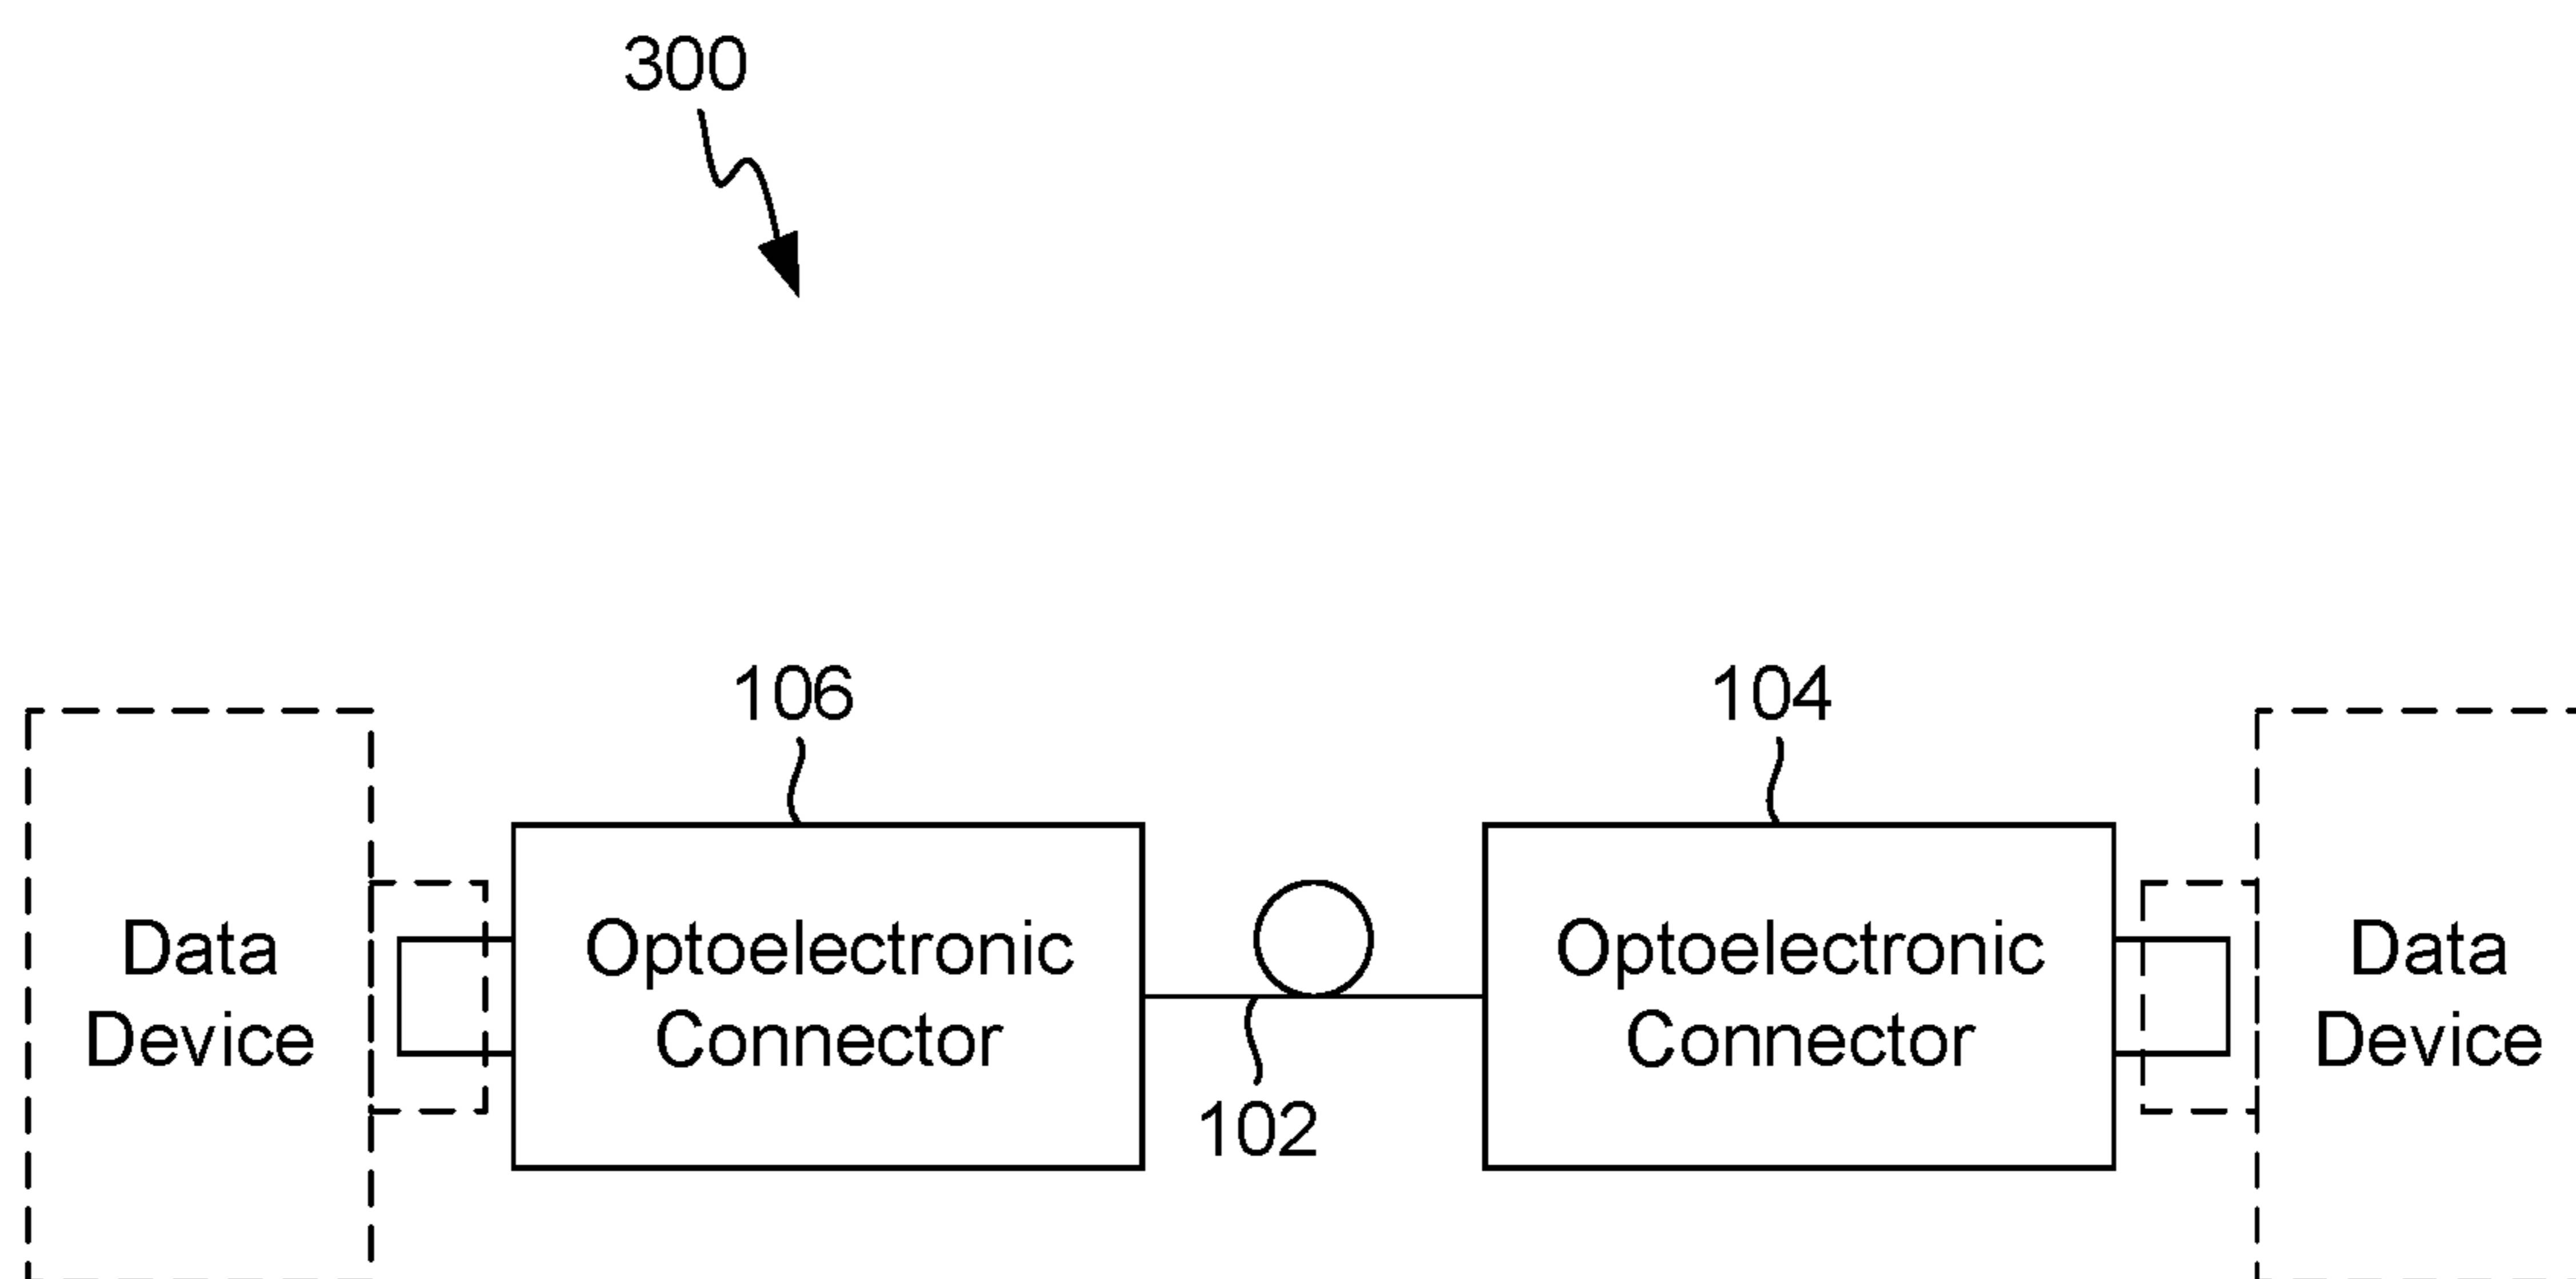 300
106
104
Data
Device
Optoelectronic
Connector
Optoelectronic
Connector
Data
Device
102